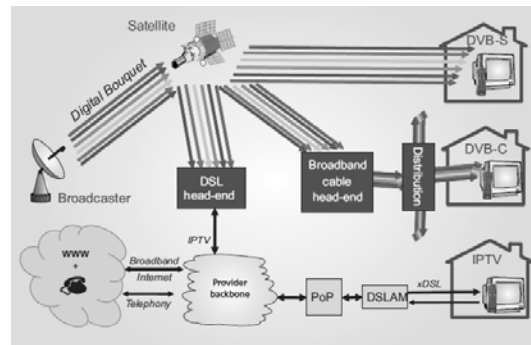 Satellite
DVB-S
Digital Bouquet
Broadcaster
DSL
head-end
Broadband
cable
head-end
Distribution
DVB-C
IPTV
www
+
Broadband
Internet
Telephony
Provider
backbone
PoP
DSLAM
xDSL
IPTV